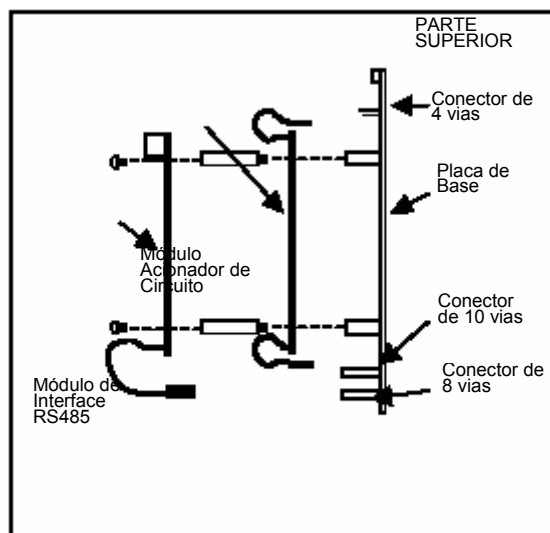 PARTE
SUPERIOR
Conector de
4 vias
Placa de
Base
Módulo
Acionador de
Circuito
Conector
de 10 vias
Conector de
8 vias
Módulo de
Interface
RS485